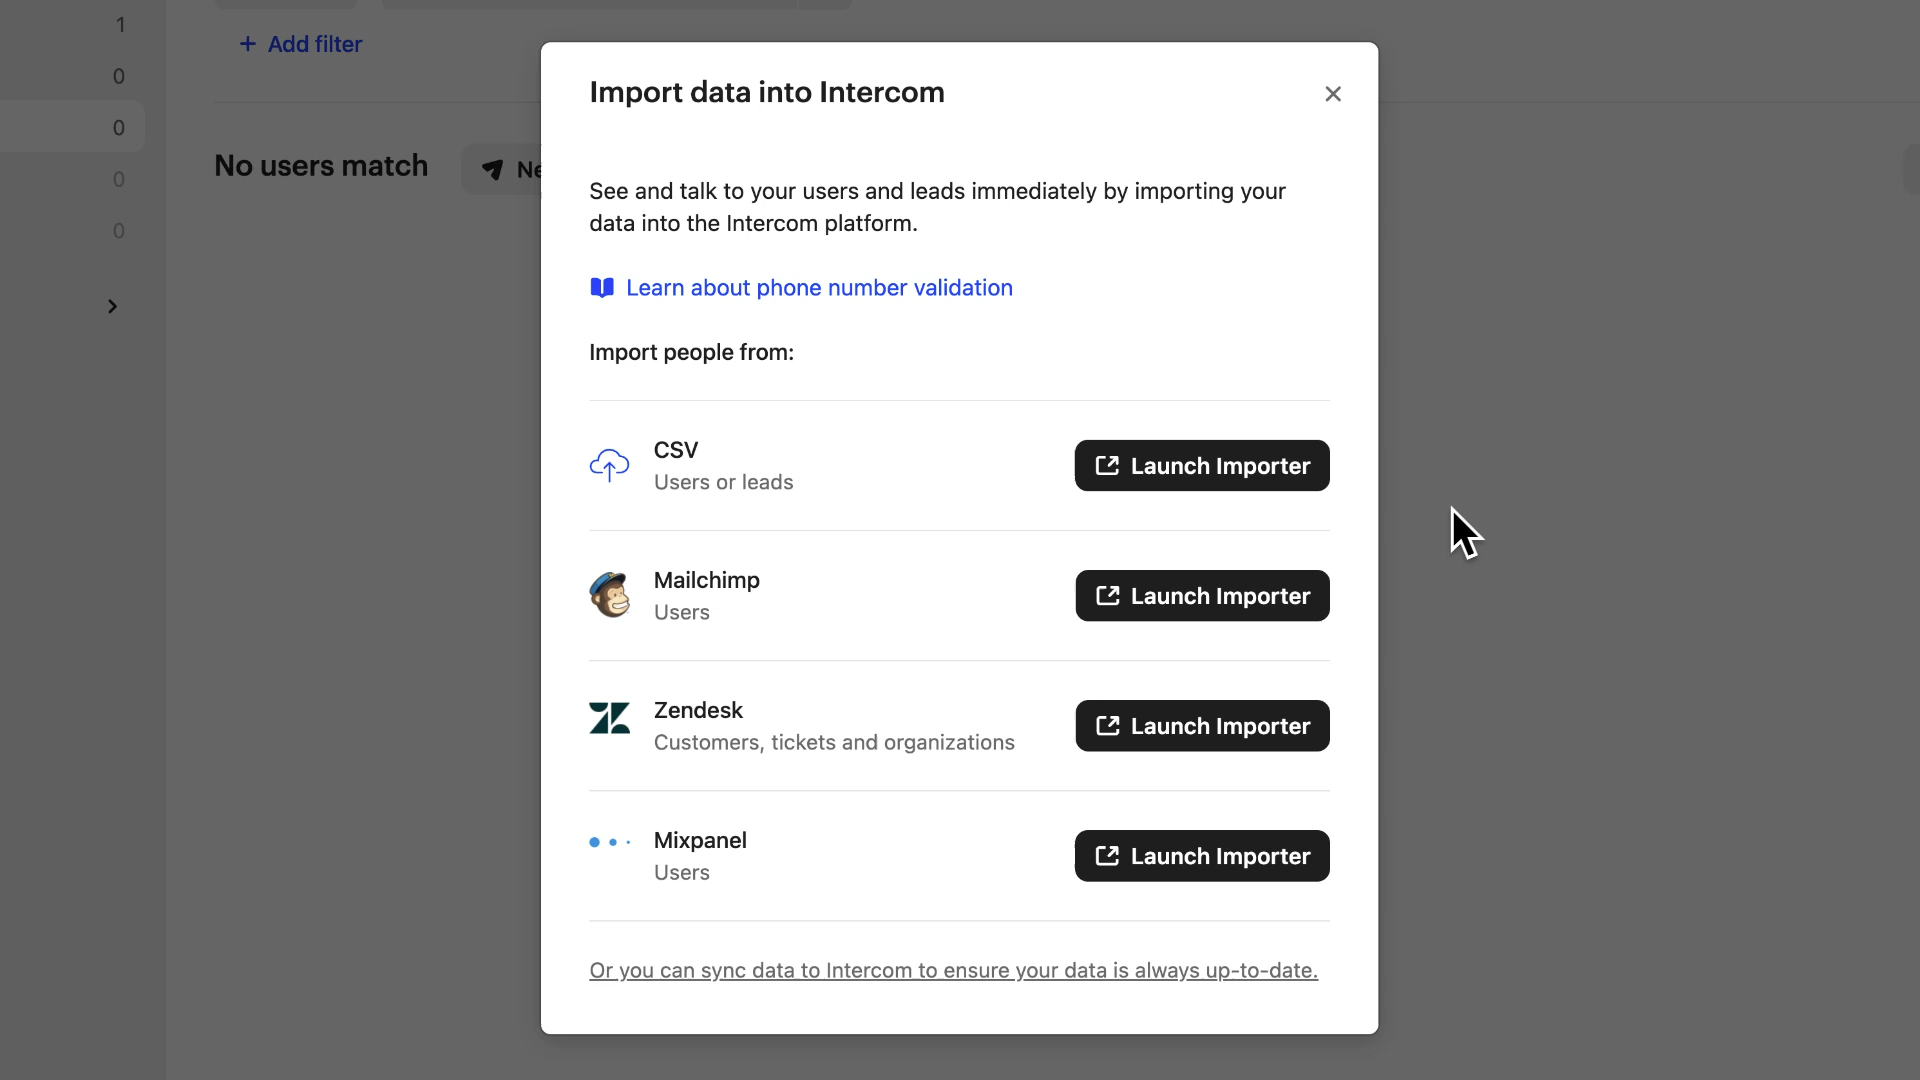 1
+ Add filter
0
0
No users match
0
0
Import data into Intercom
See and talk to your users and leads immediately by importing your
data into the Intercom platform.
Learn about phone number validation
Import people from:
CSV
Users or leads
Launch Importer
Mailchimp
Users
Launch Importer
Zendesk
Customers, tickets and organizations
Launch Importer
Mixpanel
Users
Launch Importer
Or you can sync data to Intercom to ensure your data is always up-to-date.